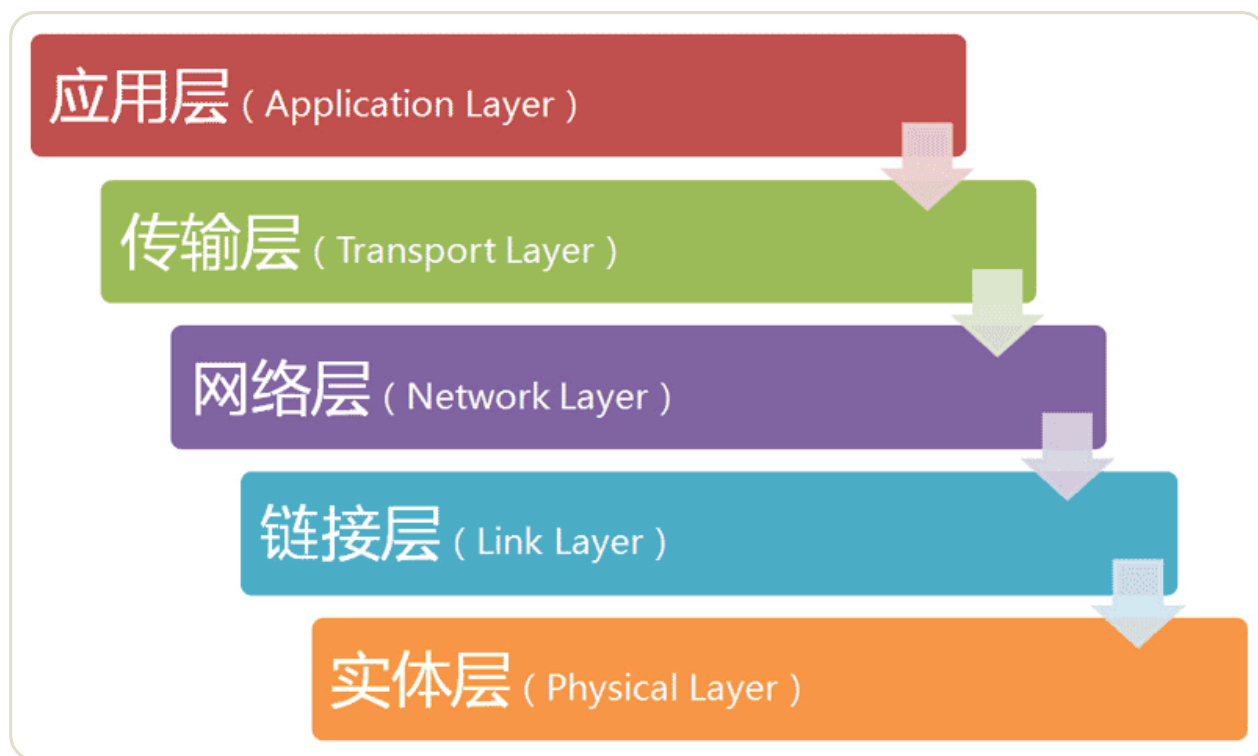 应用层（Application Layer）
传输层（Transport Layer）
网络层（Network Layer）
链接层（Link Layer）
实体层（Physical Layer）